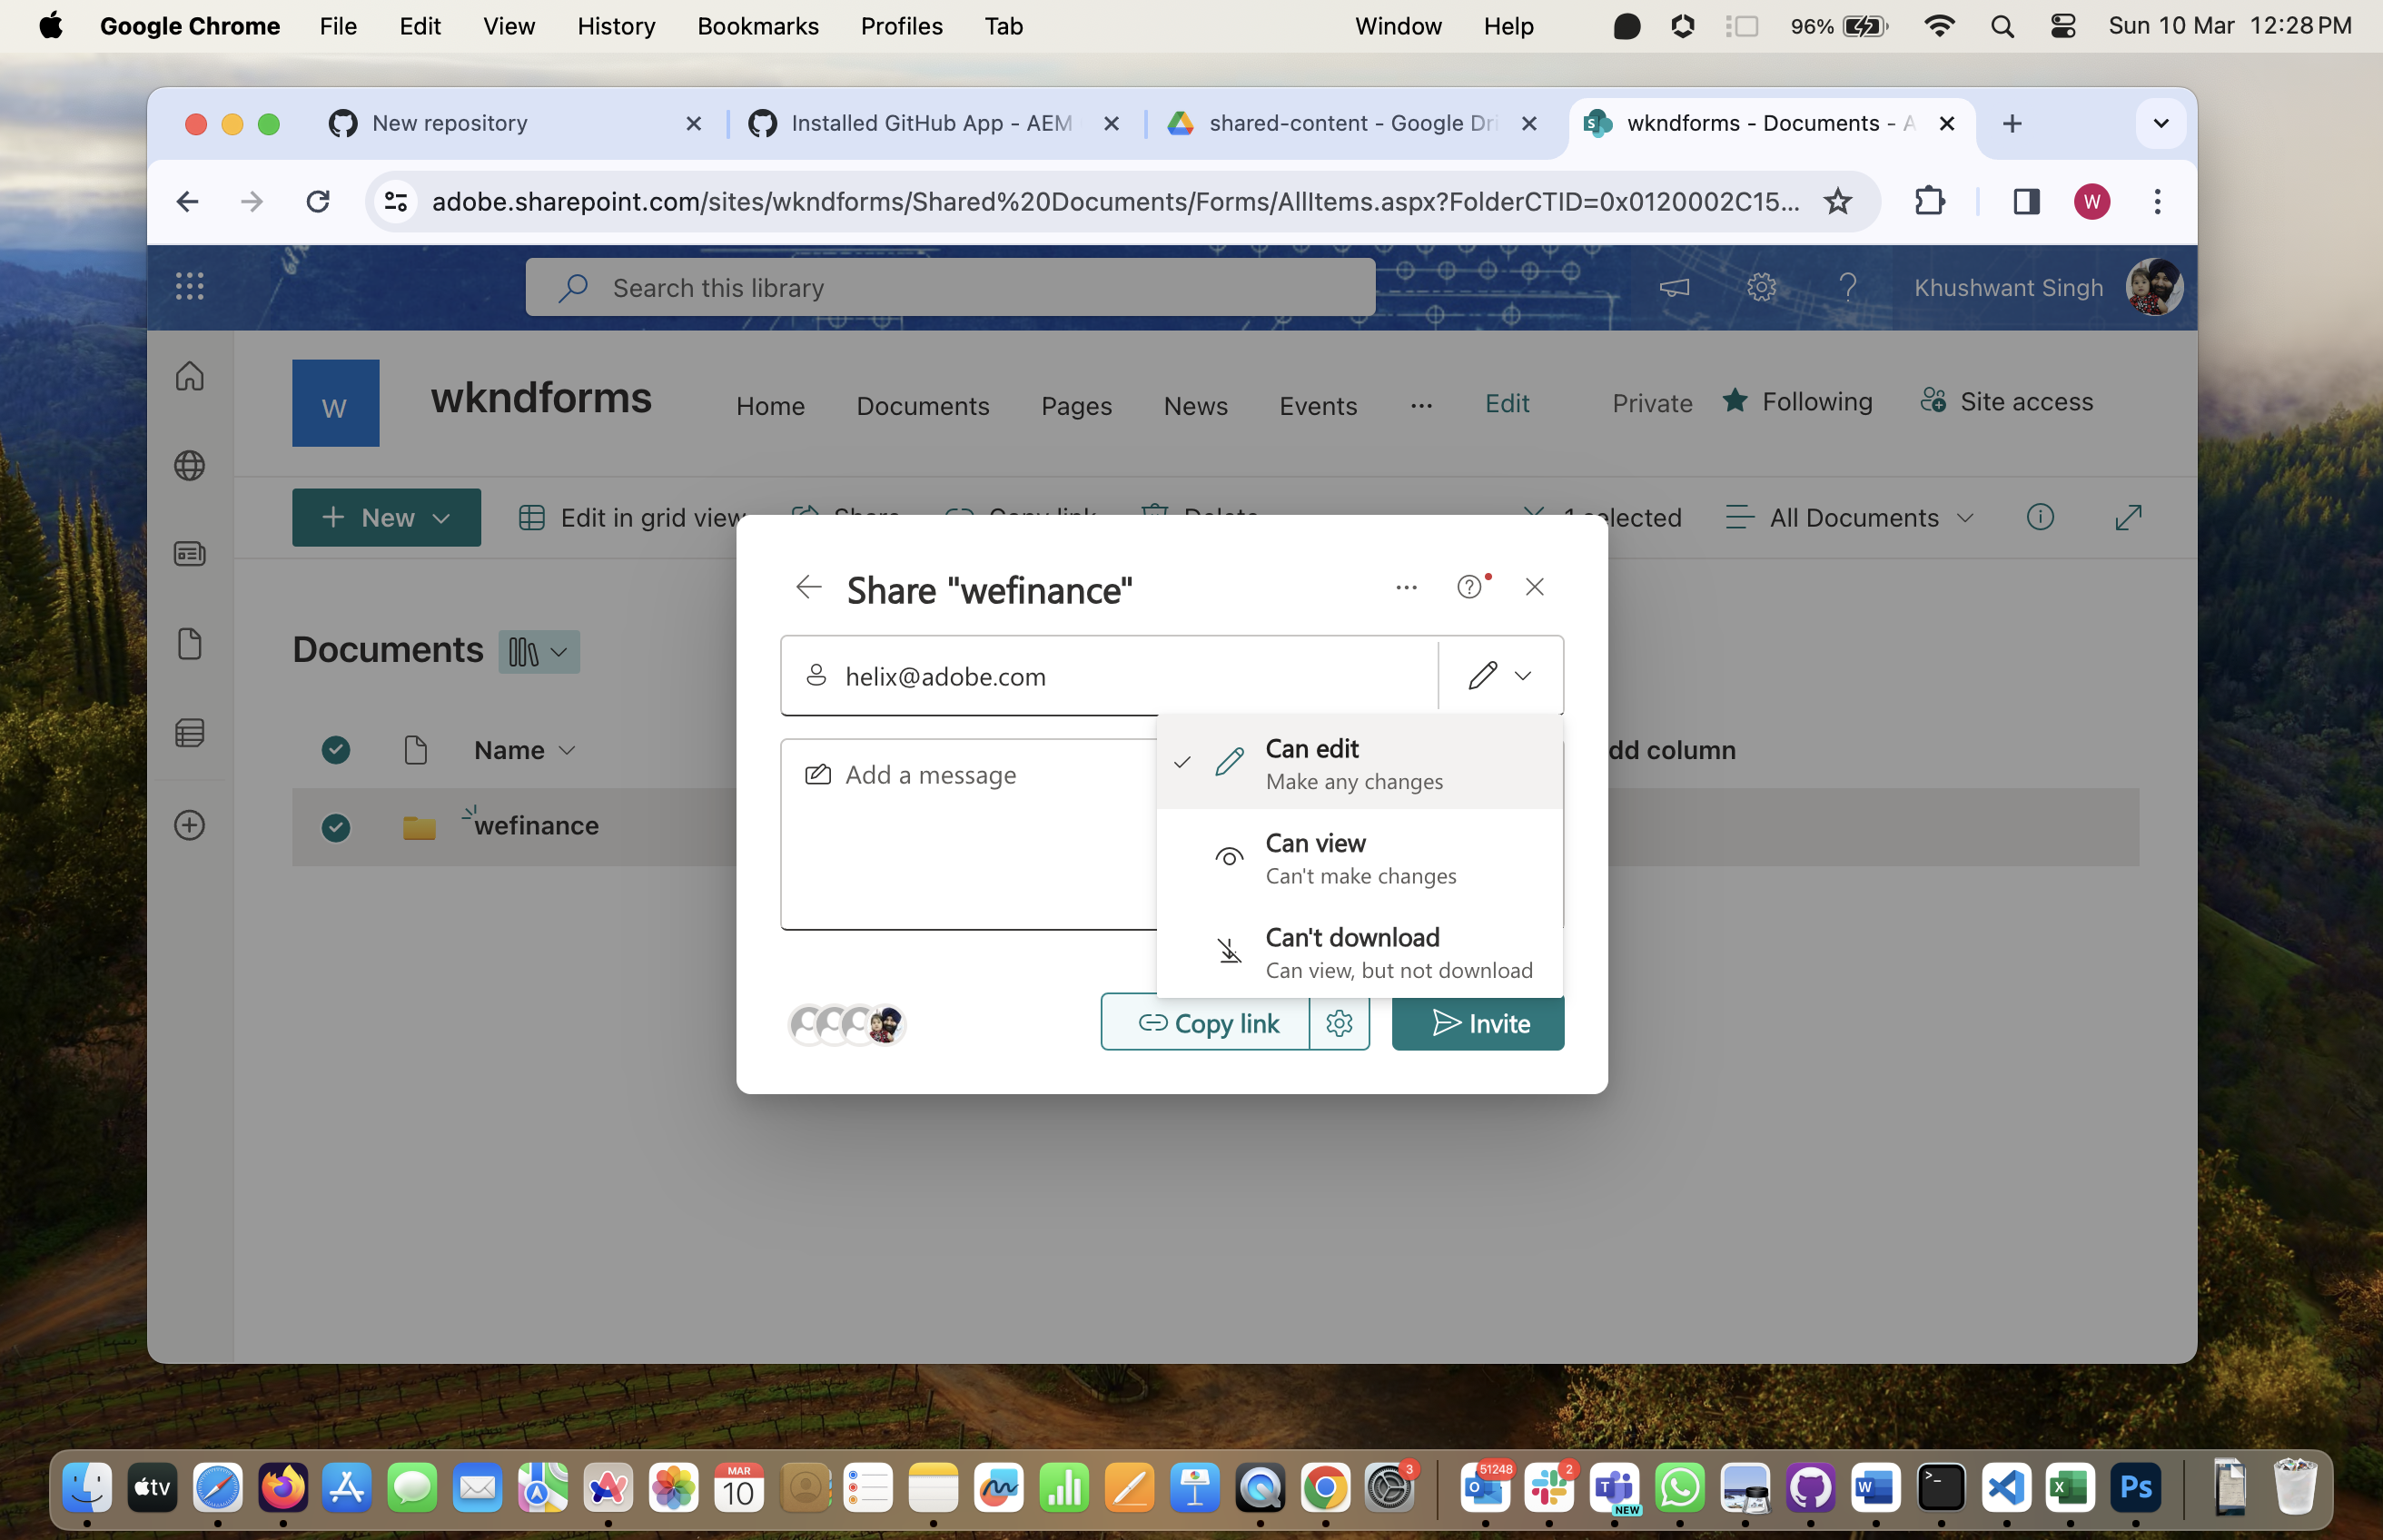 Google Chrome File Edit View History Bookmarks Profiles Tab Window Help 96% Sun 10 Mar 12:28 PM
New repository
Installed GitHub App - AEM
shared-content - Google Dri
wkndforms - Documents - A
adobe.sharepoint.com/sites/wkndforms/Shared%20Documents/Forms/AllItems.aspx?FolderCTID=0x0120002C15...
W
Search this library
Khushwant Singh
W
wkndforms
Home Documents Pages News Events ... Edit
Private Following Site access
+ New Edit in grid view Share Copy link Delete 1 selected All Documents
Share "wefinance"
Documents
helix@adobe.com
Name
Add a message
Can edit
Make any changes
dd column
wefinance
Can view
Can't make changes
Can't download
Can view, but not download
Copy link
Invite
tv
MAR
10
3
51248
2
NEW
Ps